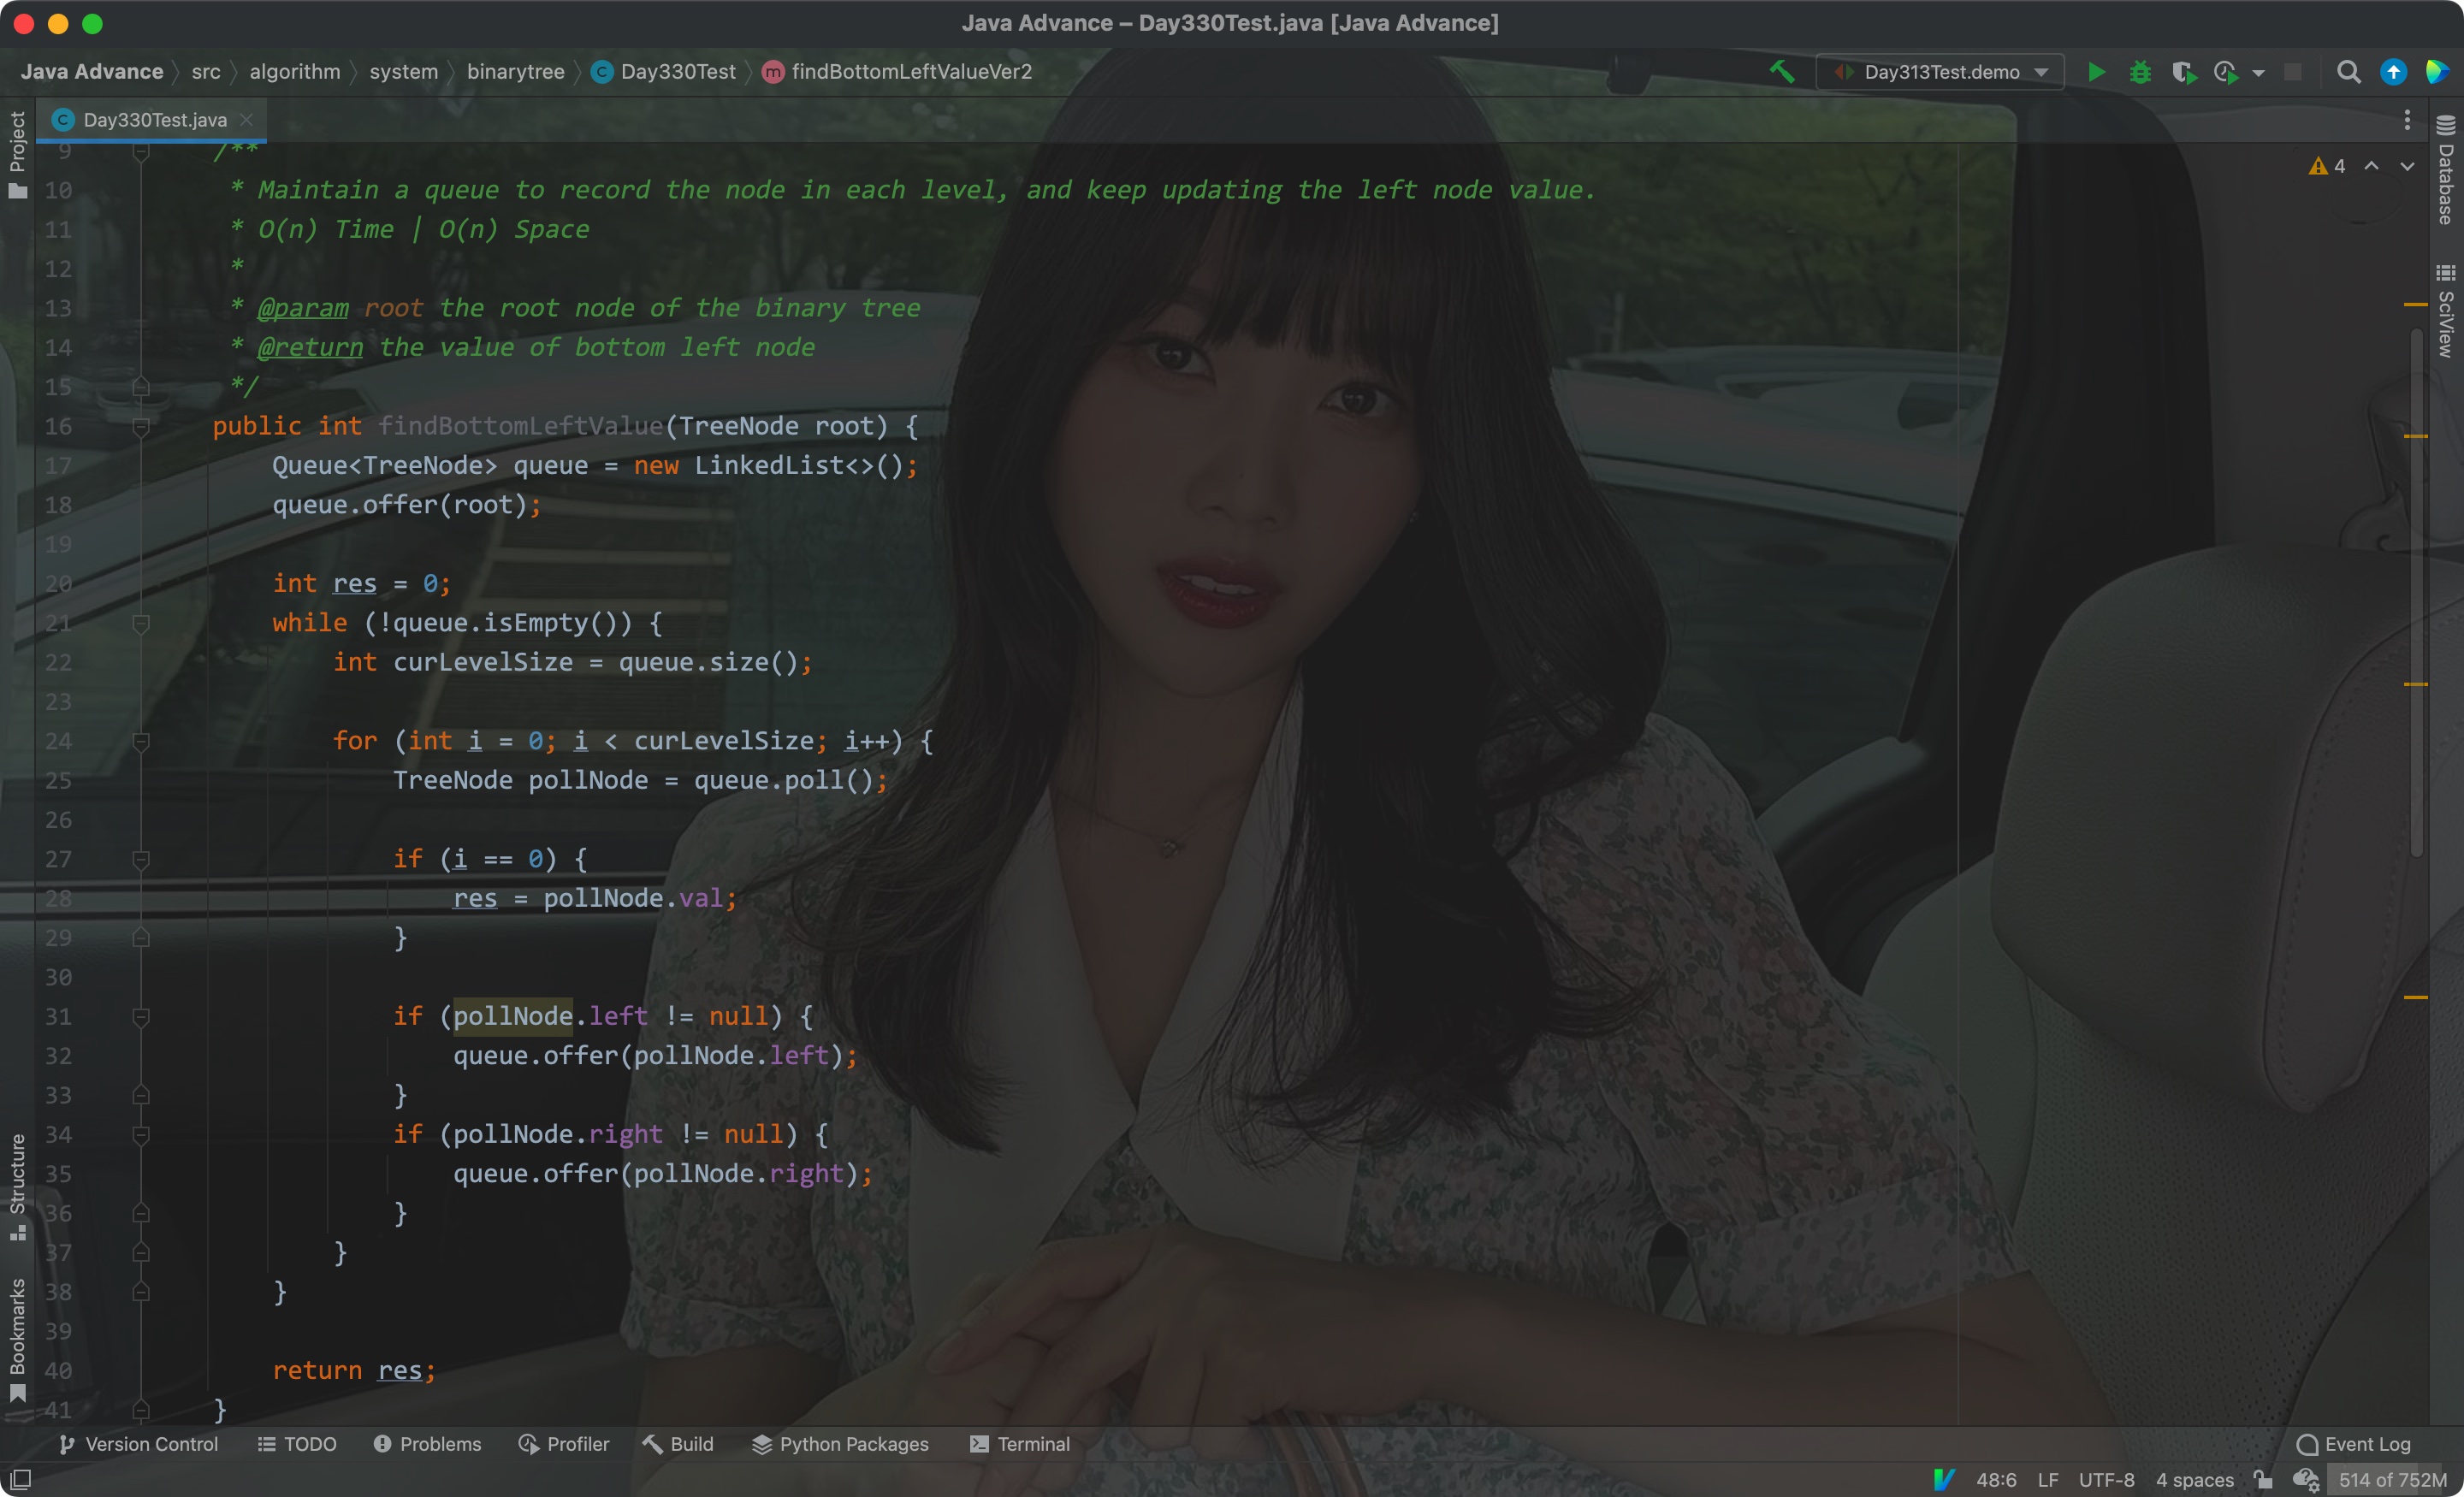 Java Advance – Day330Test.java [Java Advance]
Java Advance src algorithm system binarytree Day330Test findBottomLeftValueVer2 Day313Test.demo
Day330Test.java
Project
Structure
Bookmarks
Database
SciView
4
9 /**
10 * Maintain a queue to record the node in each level, and keep updating the left node value.
11 * O(n) Time | O(n) Space
12 *
13 * @param root the root node of the binary tree
14 * @return the value of bottom left node
15 */
16 public int findBottomLeftValue(TreeNode root) {
17 Queue<TreeNode> queue = new LinkedList<>();
18 queue.offer(root);
19
20 int res = 0;
21 while (!queue.isEmpty()) {
22 int curLevelSize = queue.size();
23
24 for (int i = 0; i < curLevelSize; i++) {
25 TreeNode pollNode = queue.poll();
26
27 if (i == 0) {
28 res = pollNode.val;
29 }
30
31 if (pollNode.left != null) {
32 queue.offer(pollNode.left);
33 }
34 if (pollNode.right != null) {
35 queue.offer(pollNode.right);
36 }
37 }
38 }
39
40 return res;
41 }
Version Control TODO Problems Profiler Build Python Packages Terminal Event Log
48:6 LF UTF-8 4 spaces 514 of 752M